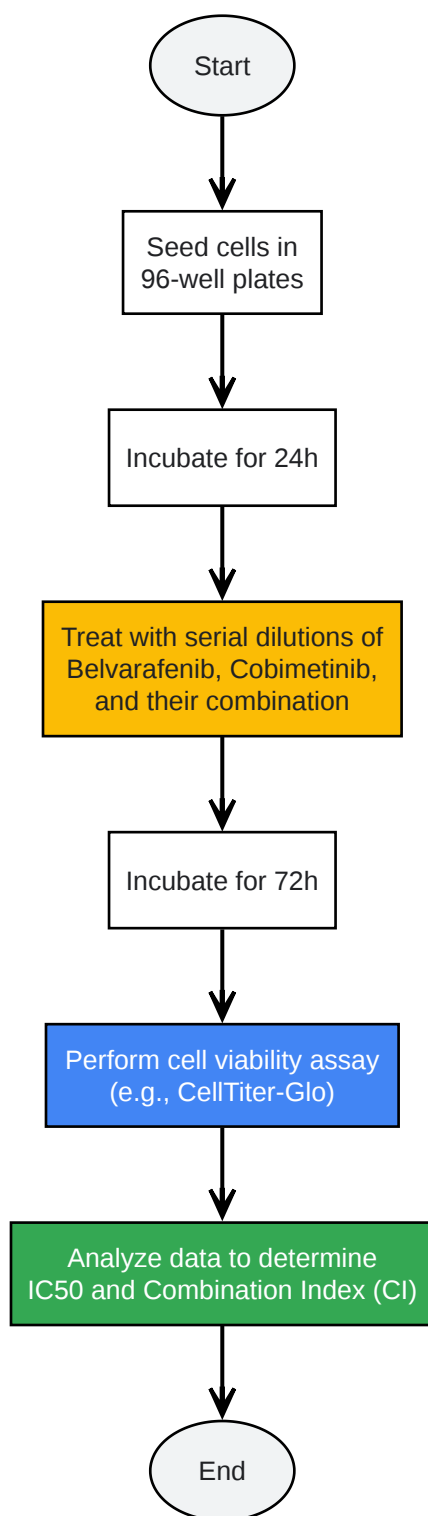 Start
Seed cells in
96-well plates
Incubate for 24h
Treat with serial dilutions of
Belvarafenib, Cobimetinib,
and their combination
Incubate for 72h
Perform cell viability assay
(e.g., CellTiter-Glo)
Analyze data to determine
IC50 and Combination Index (CI)
End